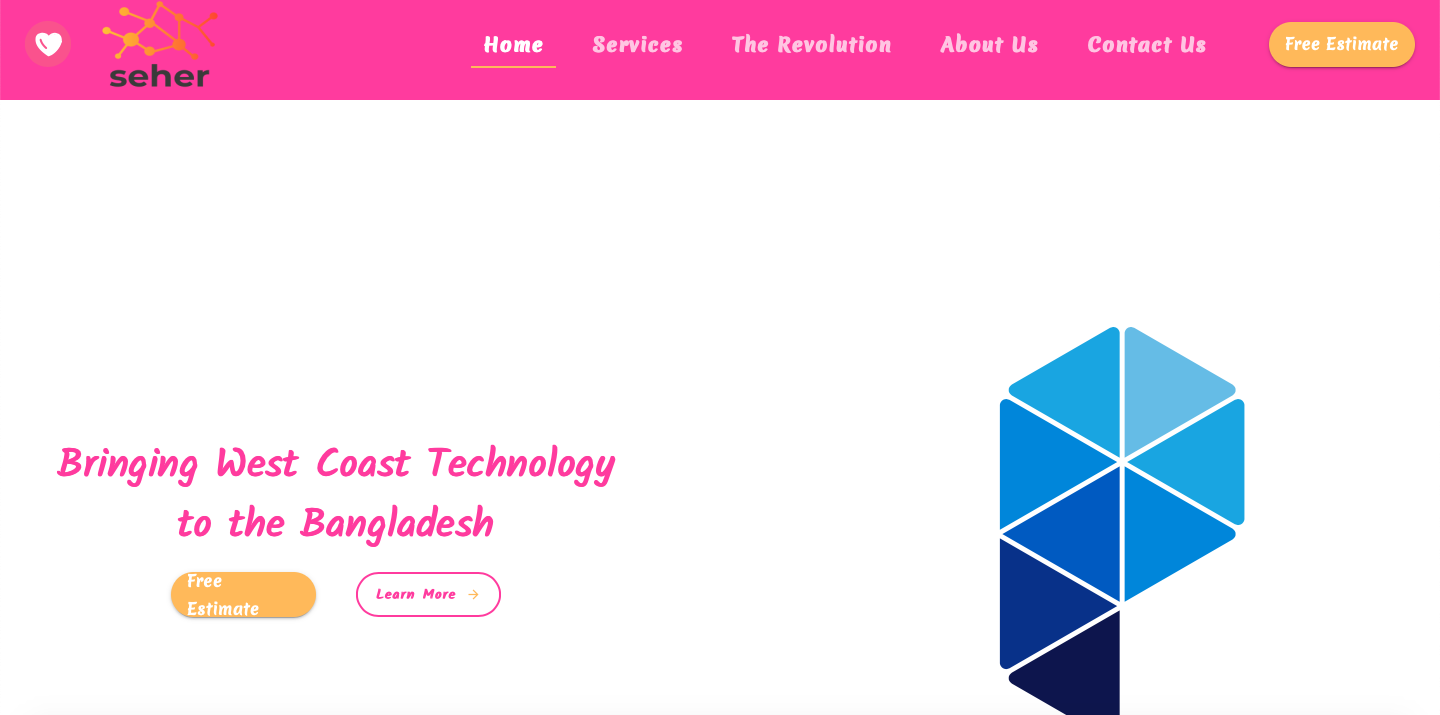 seher
Home Services The Revolution About Us Contact Us Free Estimate
Bringing West Coast Technology
to the Bangladesh
Free
Estimate
Learn More →